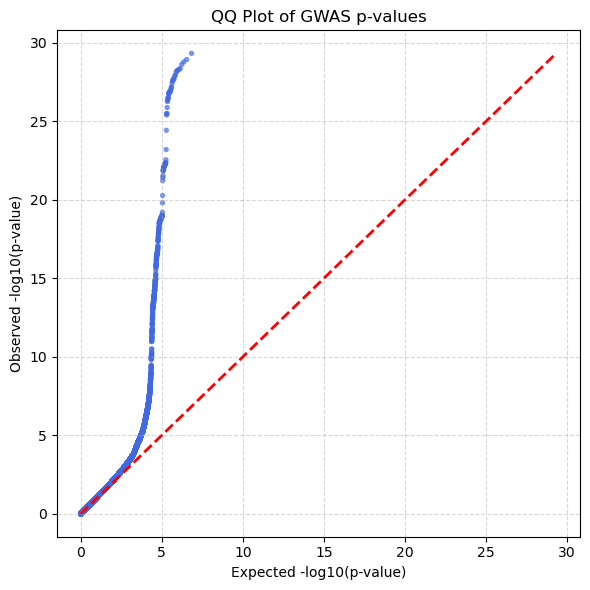 QQ Plot of GWAS p-values
Observed -log10(p-value)
30
25
20
15
10
5
0
0 5 10 15 20 25 30
Expected -log10(p-value)